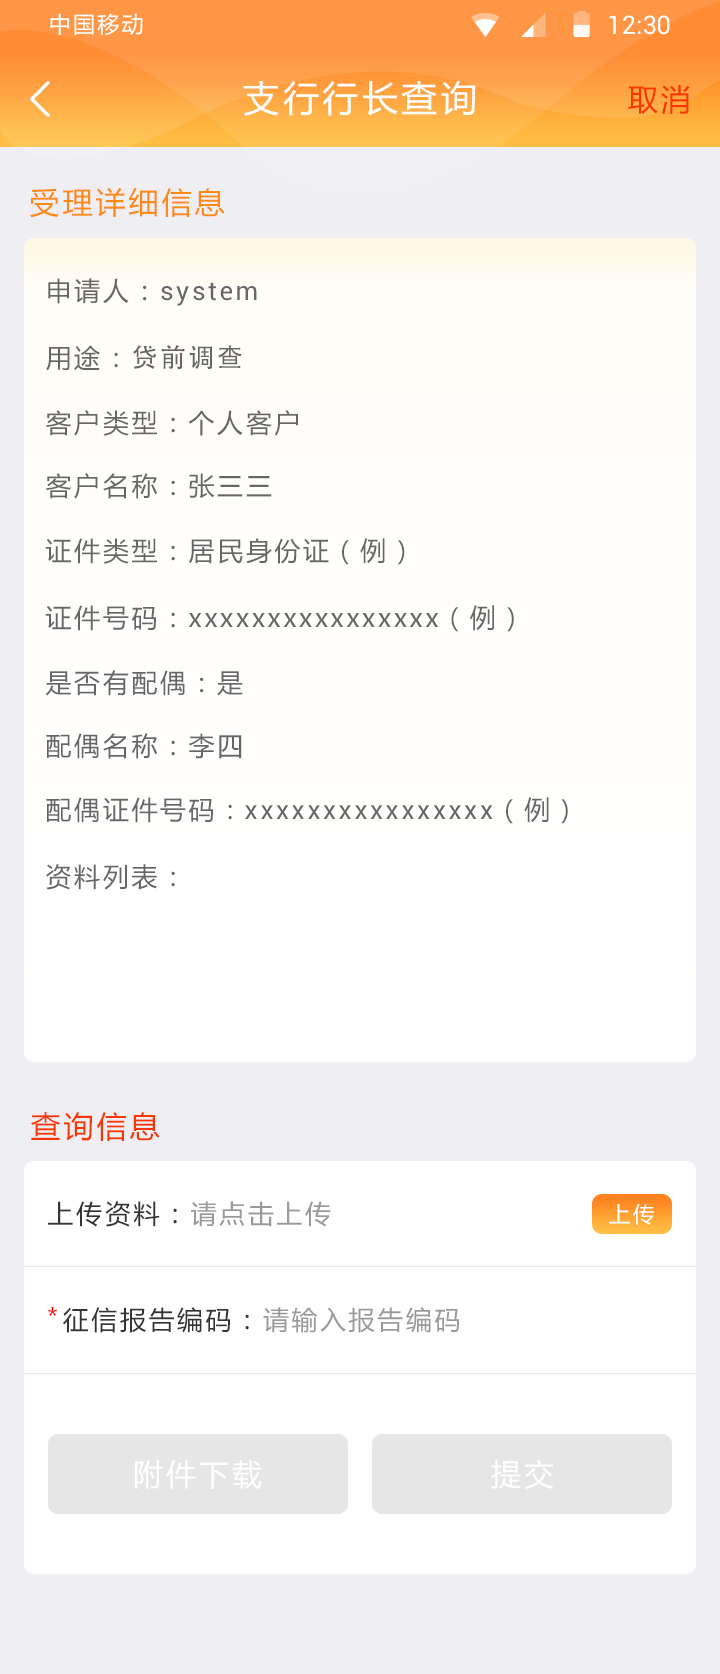 中国移动 12:30
支行行长查询 取消
受理详细信息
申请人：system
用途：贷前调查
客户类型：个人客户
客户名称：张三三
证件类型：居民身份证（例）
证件号码：xxxxxxxxxxxxxxxx（例）
是否有配偶：是
配偶名称：李四
配偶证件号码：xxxxxxxxxxxxxxxx（例）
资料列表：
查询信息
上传资料：请点击上传 上传
*征信报告编码：请输入报告编码
附件下载 提交